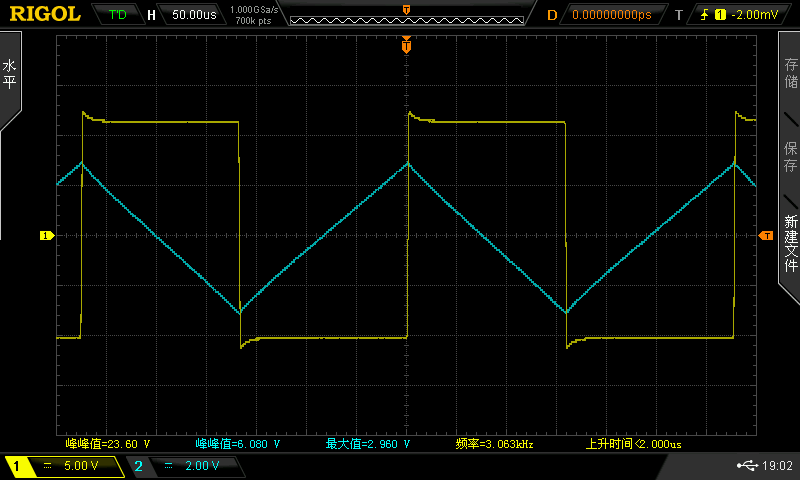 RIGOL T'D H 50.00us 1.000GSa/s 700k pts T D 0.00000000ps T 1 -2.00mV
水平
T
存储
保存
新建文件
1
T
峰峰值=23.60 V 峰峰值=6.080 V 最大值=2.960 V 频率=3.063kHz 上升时间<2.000us
1 5.00 V 2 2.00 V 19:02